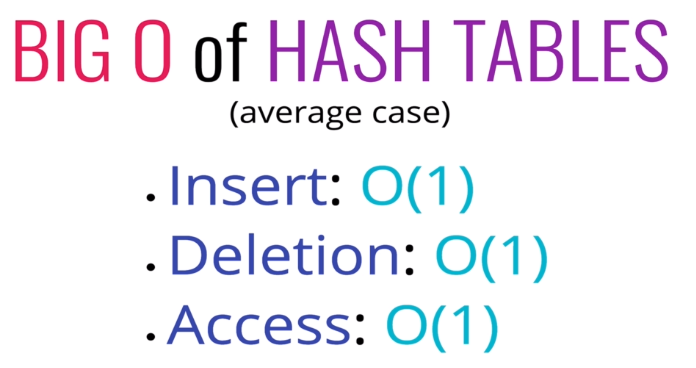 BIG O of HASH TABLES
(average case)
• Insert: O(1)
• Deletion: O(1)
• Access: O(1)